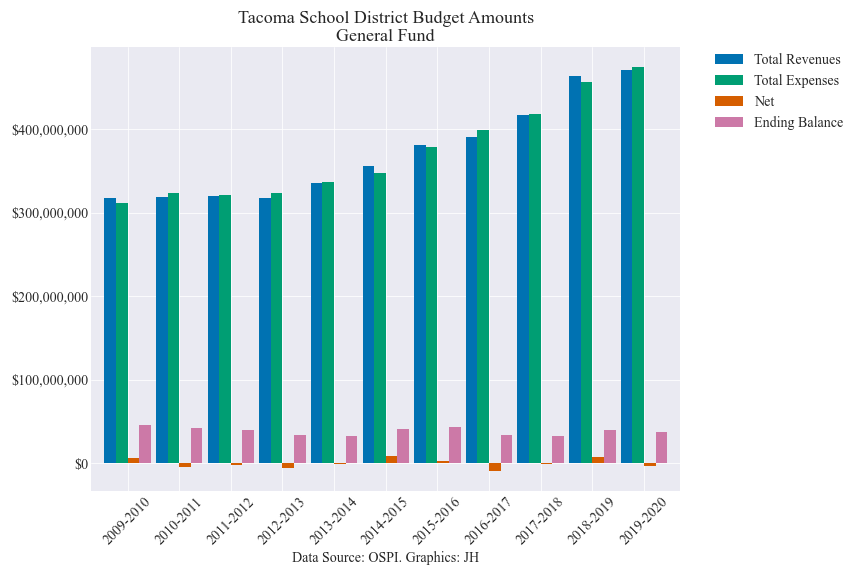 Tacoma School District Budget Amounts
General Fund
Total Revenues
Total Expenses
Net
Ending Balance
$400,000,000
$300,000,000
$200,000,000
$100,000,000
$0
2009-2010
2010-2011
2011-2012
2012-2013
2013-2014
2014-2015
2015-2016
2016-2017
2017-2018
2018-2019
2019-2020
Data Source: OSPI. Graphics: JH